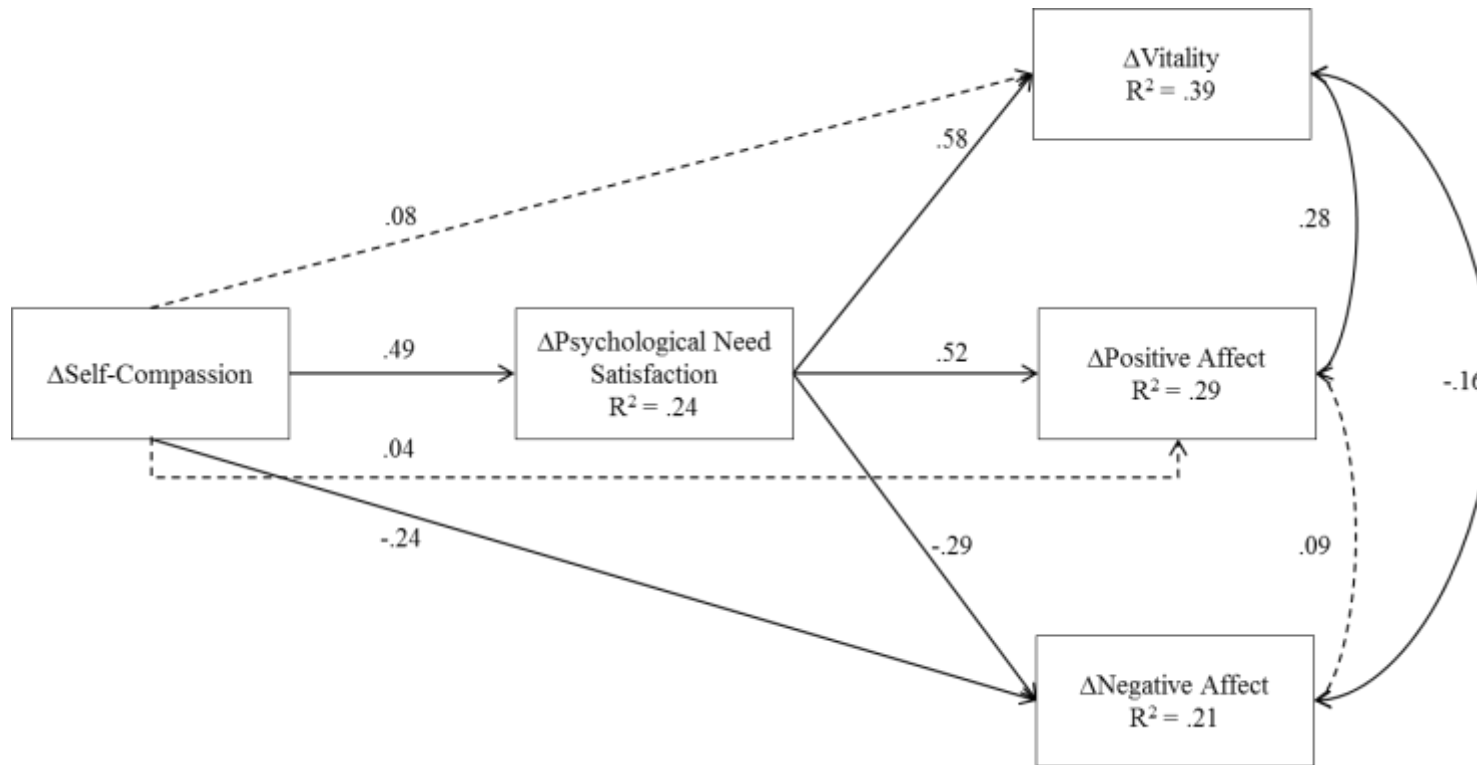 ΔVitality
R² = .39
.58
.08
.28
ΔSelf-Compassion
.49
ΔPsychological Need
Satisfaction
R² = .24
.52
ΔPositive Affect
R² = .29
-.16
.04
-.24
-.29
.09
ΔNegative Affect
R² = .21